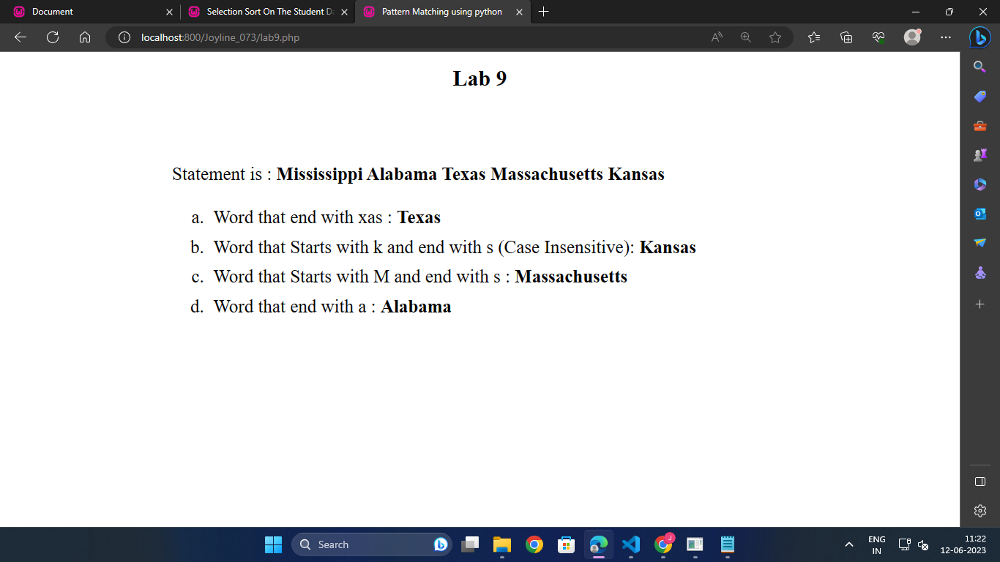 Document
Selection Sort On The Student Da
Pattern Matching using python
localhost:800/Joyline_073/lab9.php
Lab 9
Statement is : Mississippi Alabama Texas Massachusetts Kansas
a. Word that end with xas : Texas
b. Word that Starts with k and end with s (Case Insensitive): Kansas
c. Word that Starts with M and end with s : Massachusetts
d. Word that end with a : Alabama
Search
J
ENG
IN
11:22
12-06-2023